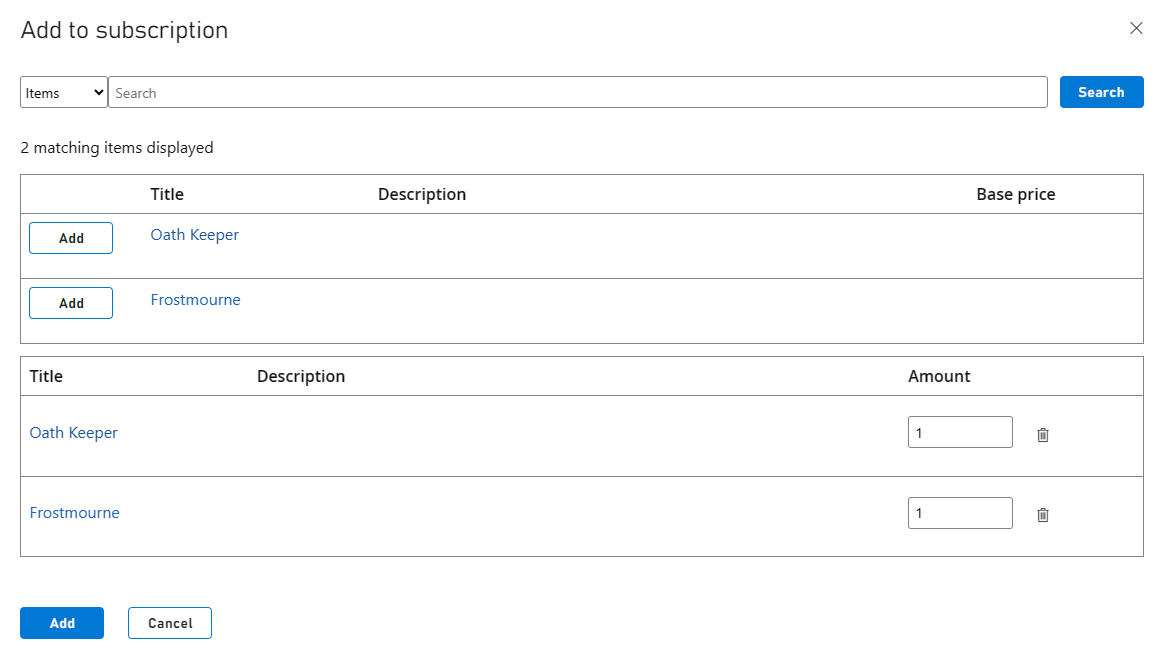 Add to subscription
Items Search Search
2 matching items displayed
Title Description Base price
Add Oath Keeper
Add Frostmourne
Title Description Amount
Oath Keeper 1
Frostmourne 1
Add Cancel